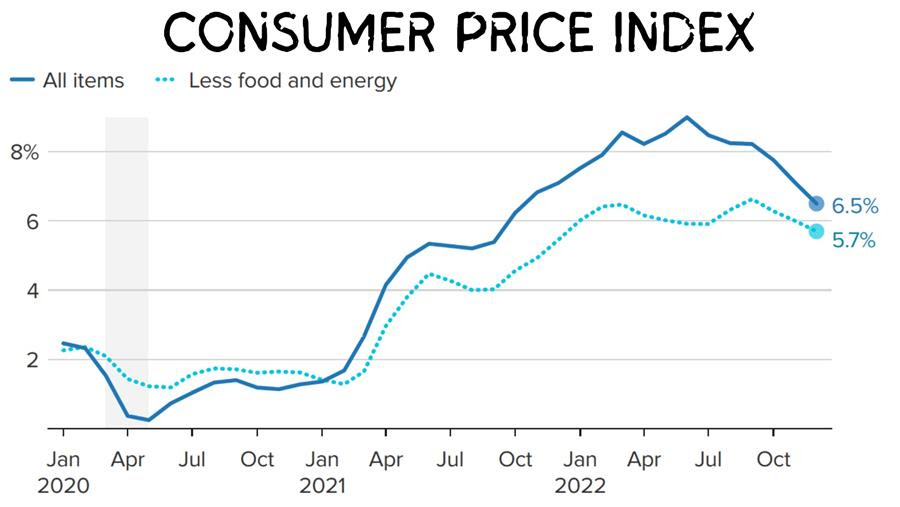 CONSUMER PRICE INDEX
All items Less food and energy
8%
6
4
2
6.5%
5.7%
Jan Apr Jul Oct Jan Apr Jul Oct Jan Apr Jul Oct
2020 2021 2022